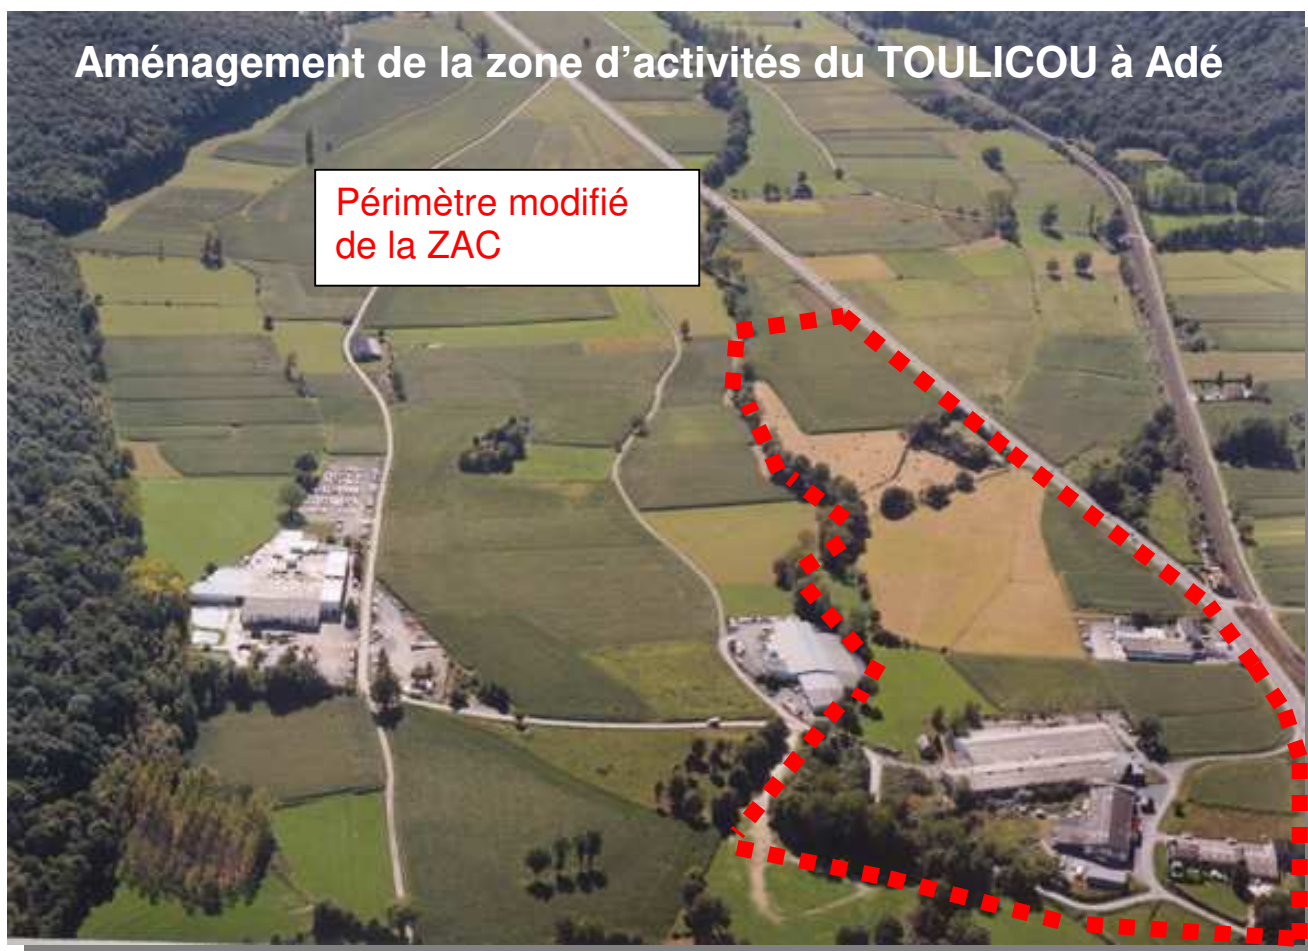 Aménagement de la zone d’activités du TOULICOU à Adé
Périmètre modifié
de la ZAC